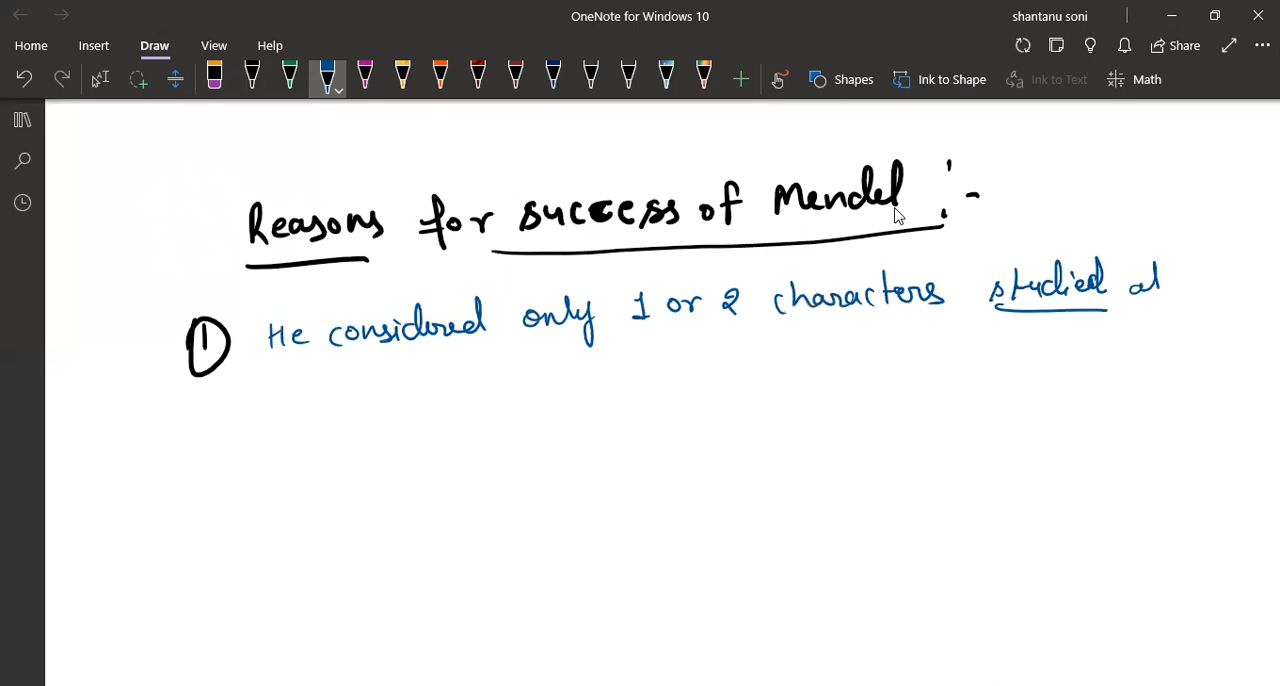 OneNote for Windows 10
shantanu soni
Home Insert Draw View Help
Share
Shapes Ink to Shape Ink to Text Math
Reasons for success of Mendel :-
① He considered only 1 or 2 characters studied at